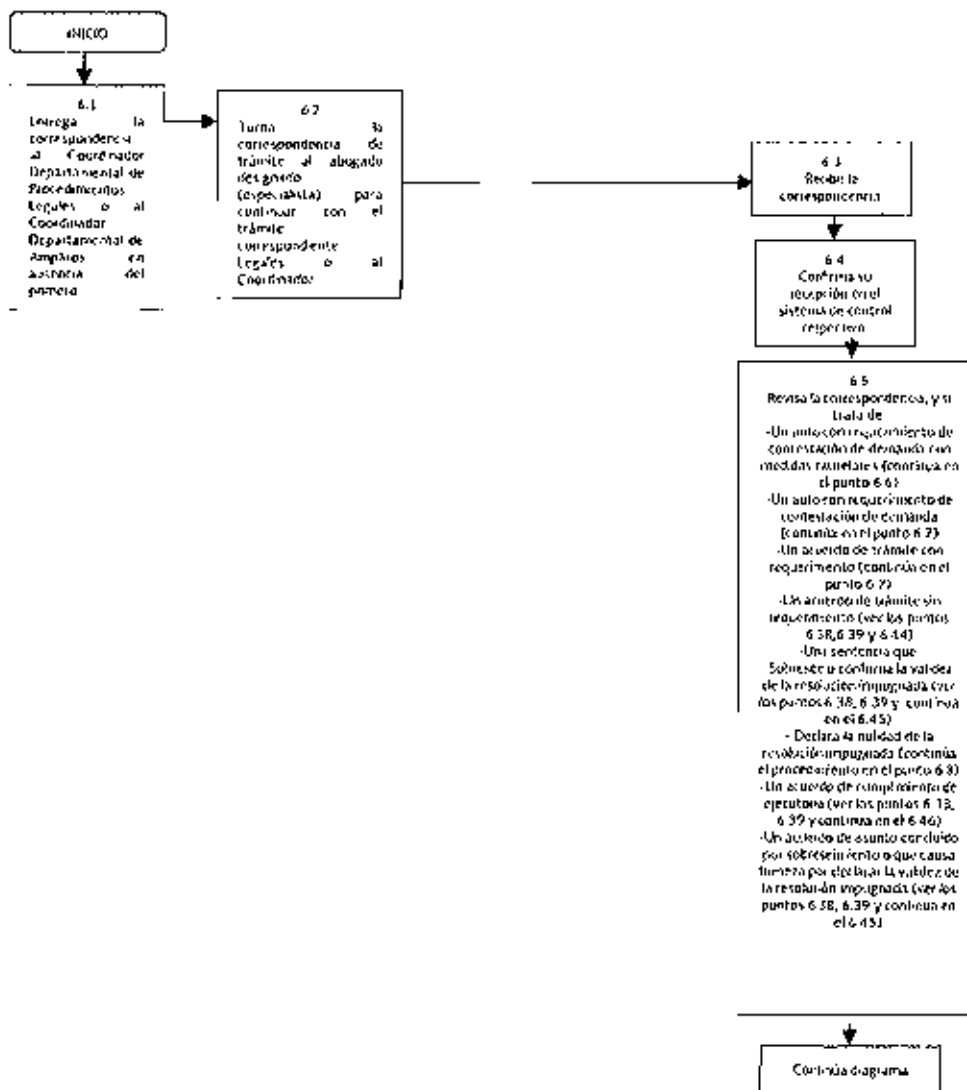 INICIO
6.1
Entrega la
correspondencia
al Coordinador
Departamental de
Procedimientos
Legales o al
Coordinador
Departamental de
Amparos en
ausencia del
primero
6.2
Turna la
correspondencia de
trámite al abogado
designado
(especialista) para
continuar con el
trámite
correspondiente
Legales o al
Coordinador
6.3
Recibe la
correspondencia
6.4
Confirma su
recepción en el
sistema de control
respectivo
6.5
Revisa la correspondencia, y si
trata de
-Un auto con requerimiento de
contestación de demanda con
medidas cautelares (continúa en
el punto 6.6)
-Un auto con requerimiento de
contestación de demanda
(continúa en el punto 6.7)
-Un acuerdo de trámite con
requerimiento (continúa en el
punto 6.7)
-Un acuerdo de trámite sin
requerimiento (ver los puntos
6.38, 6.39 y 6.44)
-Una sentencia que
Sobresee o confirma la validez
de la resolución impugnada (ver
los puntos 6.38, 6.39 y continua
en el 6.45)
- Declara la nulidad de la
resolución impugnada (continúa
el procedimiento en el punto 6.8)
-Un acuerdo de cumplimiento de
ejecutoria (ver los puntos 6.13,
6.39 y continua en el 6.46)
-Un acuerdo de asunto concluido
por sobreseimiento o que causa
firmeza por declarar la validez de
la resolución impugnada (ver los
puntos 6.38, 6.39 y continua en
el 6.45)
Continúa diagrama